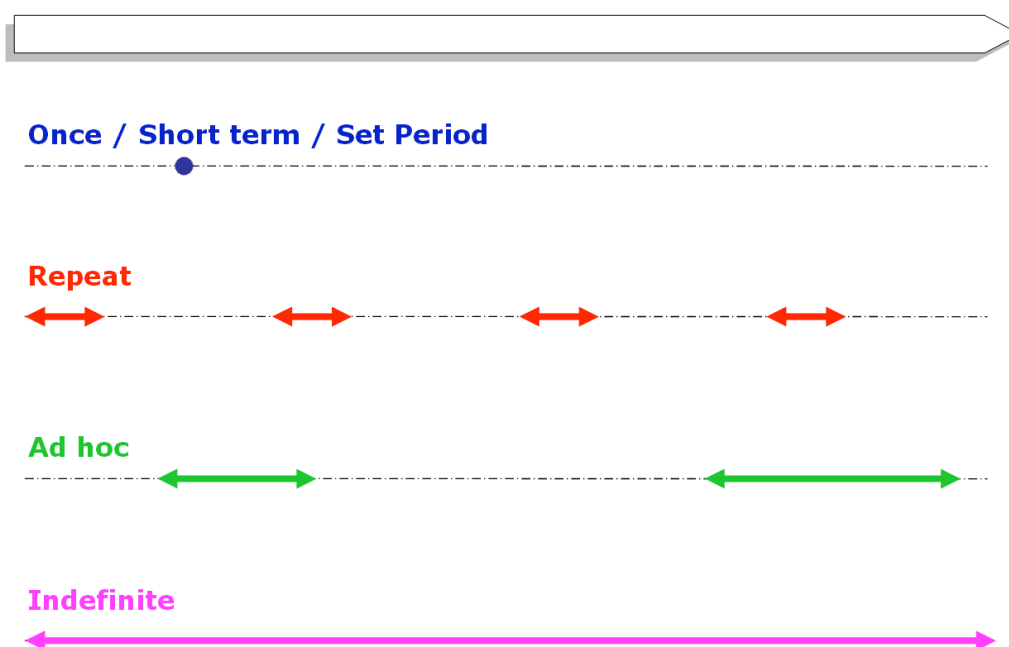 Once / Short term / Set Period
Repeat
Ad hoc
Indefinite